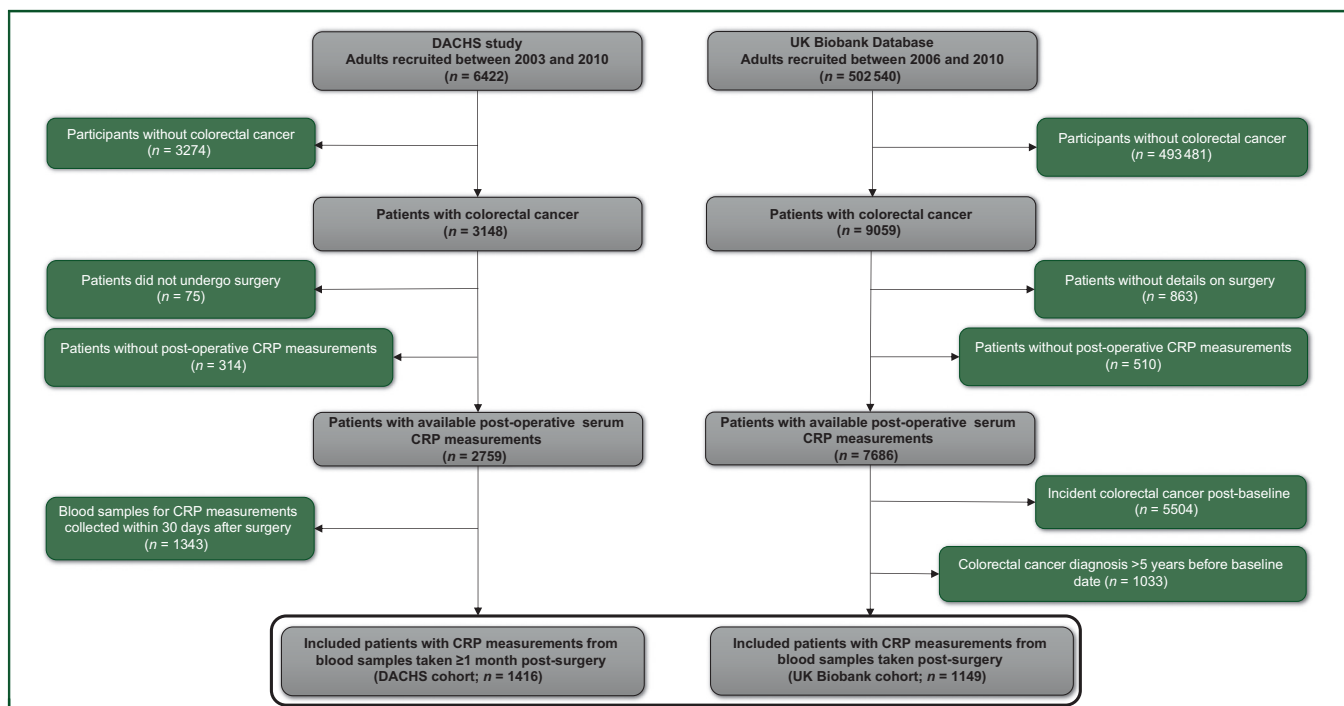 DACHS study
Adults recruited between 2003 and 2010
(n = 6422)
UK Biobank Database
Adults recruited between 2006 and 2010
(n = 502 540)
Participants without colorectal cancer
(n = 3274)
Participants without colorectal cancer
(n = 493 481)
Patients with colorectal cancer
(n = 3148)
Patients with colorectal cancer
(n = 9059)
Patients did not undergo surgery
(n = 75)
Patients without details on surgery
(n = 863)
Patients without post-operative CRP measurements
(n = 314)
Patients without post-operative CRP measurements
(n = 510)
Patients with available post-operative serum
CRP measurements
(n = 2759)
Patients with available post-operative serum
CRP measurements
(n = 7686)
Blood samples for CRP measurements
collected within 30 days after surgery
(n = 1343)
Incident colorectal cancer post-baseline
(n = 5504)
Colorectal cancer diagnosis >5 years before baseline
date (n = 1033)
Included patients with CRP measurements from
blood samples taken ≥1 month post-surgery
(DACHS cohort; n = 1416)
Included patients with CRP measurements from
blood samples taken post-surgery
(UK Biobank cohort; n = 1149)